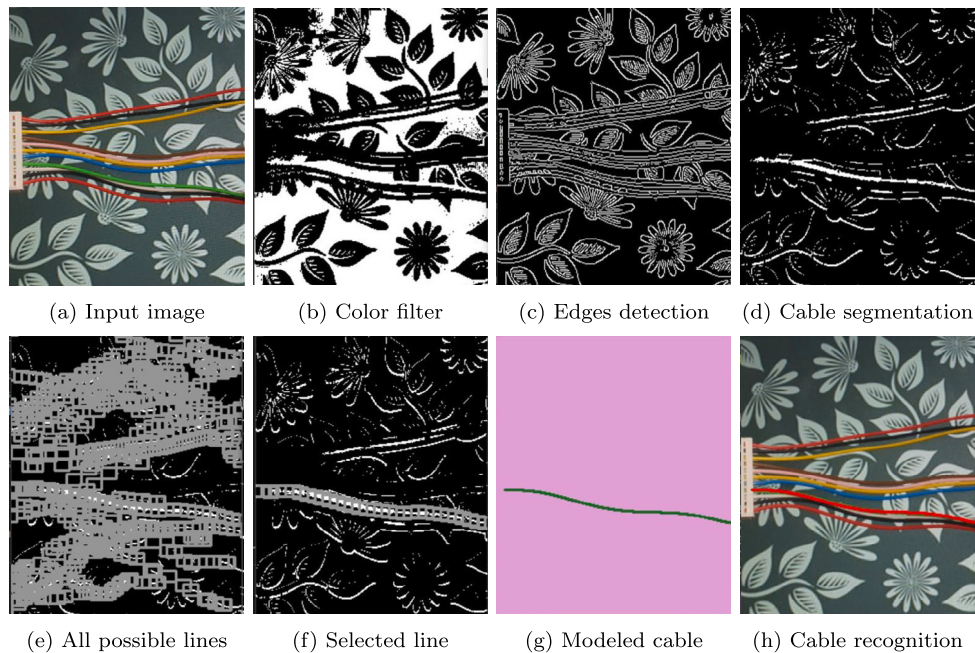 (a) Input image
(b) Color filter
(c) Edges detection
(d) Cable segmentation
(e) All possible lines
(f) Selected line
(g) Modeled cable
(h) Cable recognition